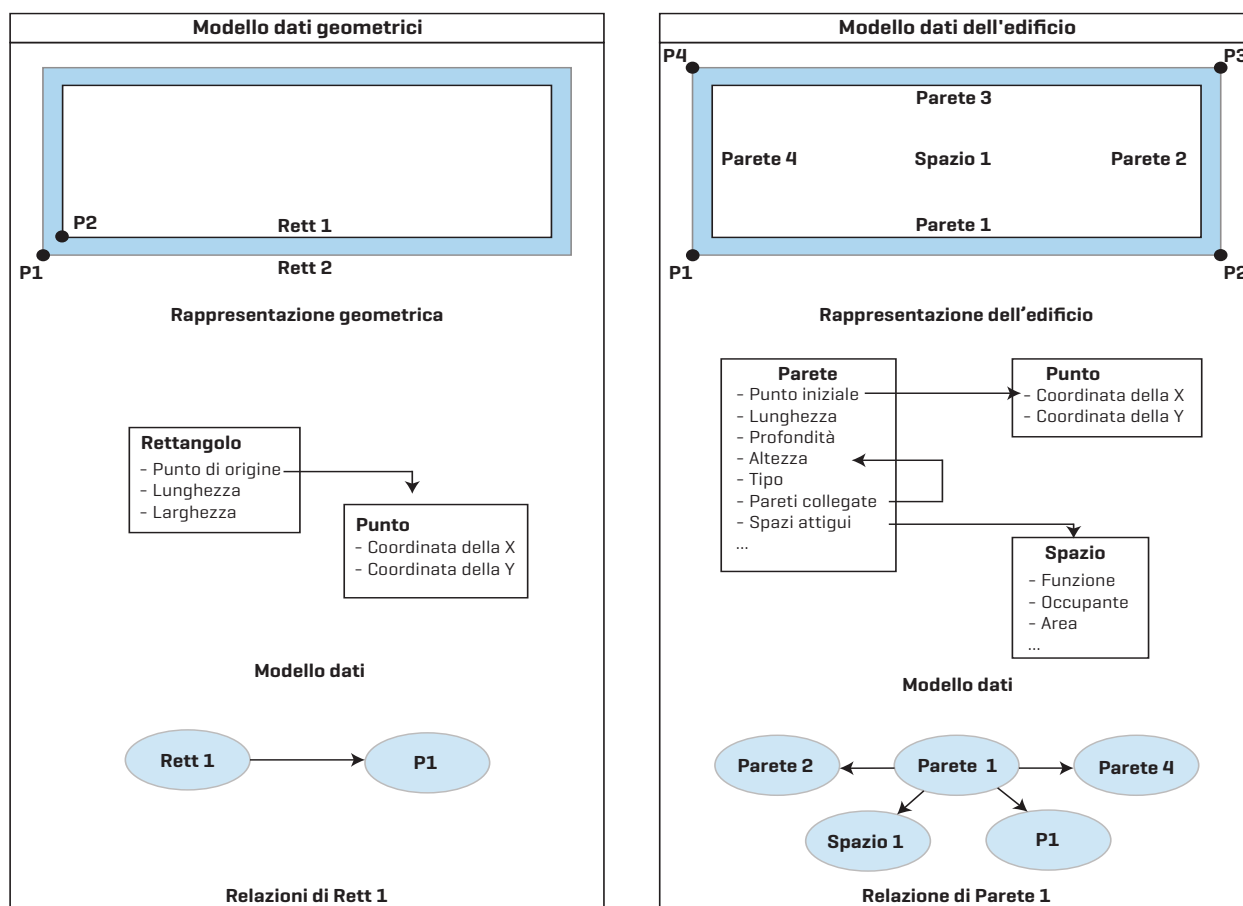 Modello dati geometrici
P2
Rett 1
P1
Rett 2
Rappresentazione geometrica
Rettangolo
- Punto di origine
- Lunghezza
- Larghezza
Punto
- Coordinata della X
- Coordinata della Y
Modello dati
Rett 1
P1
Relazioni di Rett 1
Modello dati dell'edificio
P4
P3
Parete 3
Parete 4
Spazio 1
Parete 2
Parete 1
P1
P2
Rappresentazione dell’edificio
Parete
- Punto iniziale
- Lunghezza
- Profondità
- Altezza
- Tipo
- Pareti collegate
- Spazi attigui
...
Punto
- Coordinata della X
- Coordinata della Y
Spazio
- Funzione
- Occupante
- Area
...
Modello dati
Parete 2
Parete 1
Parete 4
Spazio 1
P1
Relazione di Parete 1